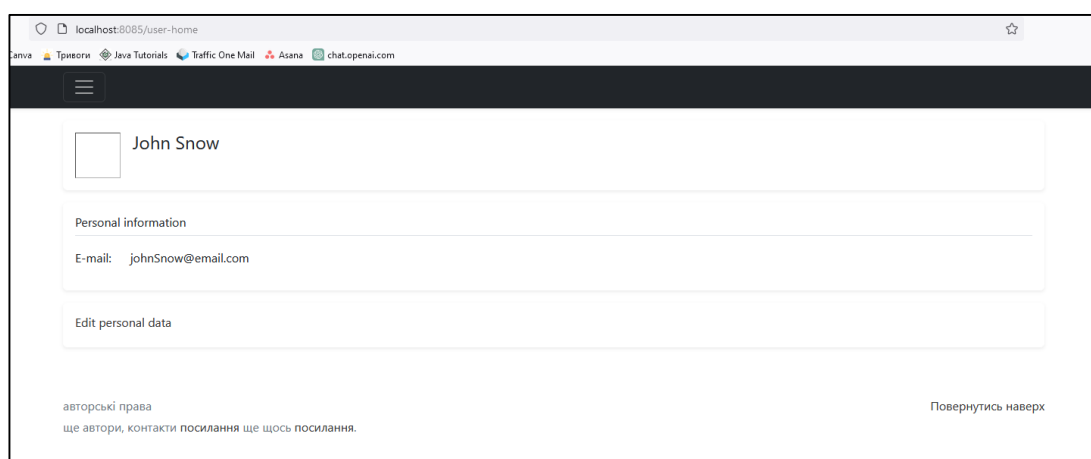 localhost:8085/user-home
Canva Тривоги Java Tutorials Traffic One Mail Asana chat.openai.com
John Snow
Personal information
E-mail: johnSnow@email.com
Edit personal data
авторські права Повернутись наверх
ще автори, контакти посилання ще щось посилання.